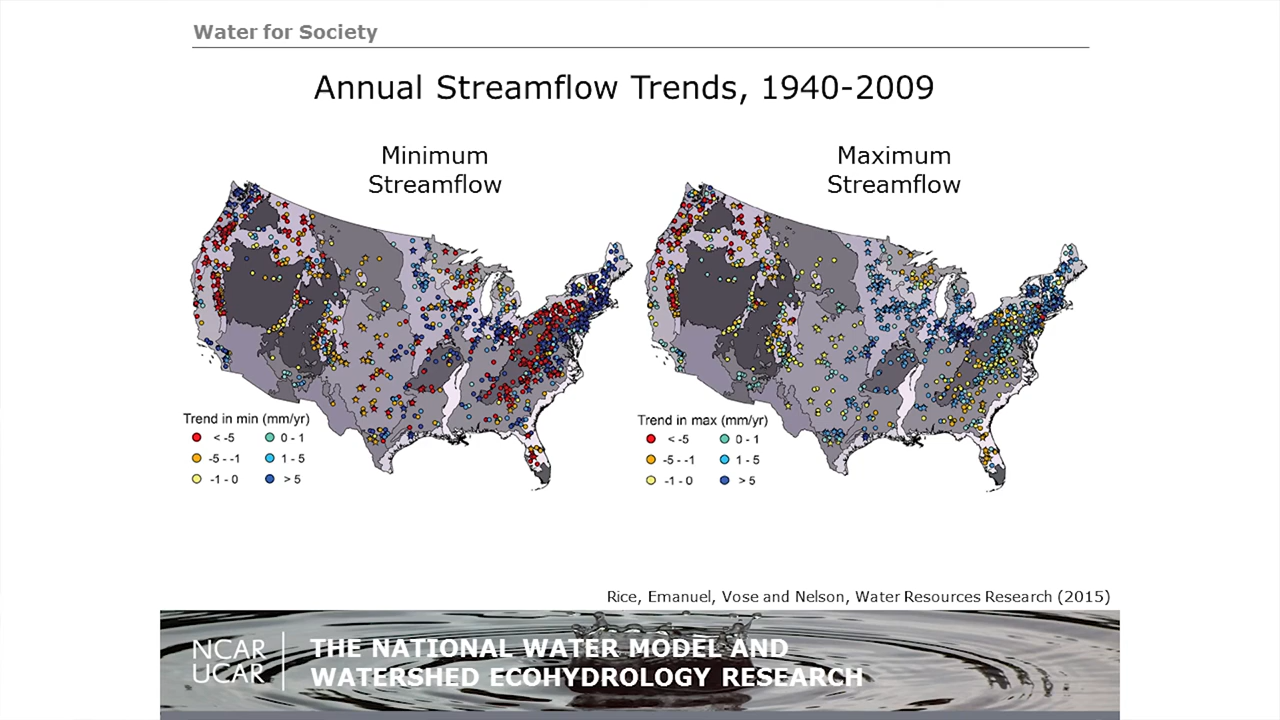 Water for Society
Annual Streamflow Trends, 1940-2009
Minimum
Streamflow
Maximum
Streamflow
Trend in min (mm/yr)
< -5
0 - 1
-5 - -1
1 - 5
-1 - 0
> 5
Trend in max (mm/yr)
< -5
0 - 1
-5 - -1
1 - 5
-1 - 0
> 5
Rice, Emanuel, Vose and Nelson, Water Resources Research (2015)
NCAR
UCAR
THE NATIONAL WATER MODEL AND
WATERSHED ECOHYDROLOGY RESEARCH